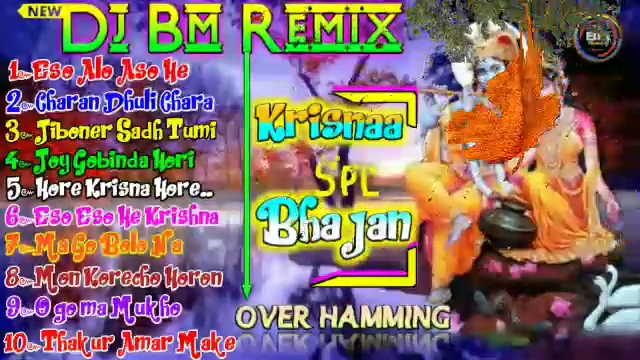 NEW
DJ BM REMIX
1 Eso Alo Aso He
2 Charan Dhuli Chara
3 Jiboner Sadh Tumi
4 Joy Gobinda Hori
5 Hore Krisna Hore..
6 Eso Eso He Krishna
7 Ma Go Bolo Na
8 Mon Korecho Horon
9 O go ma Mukho
10 Thakur Amar Make
Krisnaa
SPL
Bhajan
OVER HAMMING